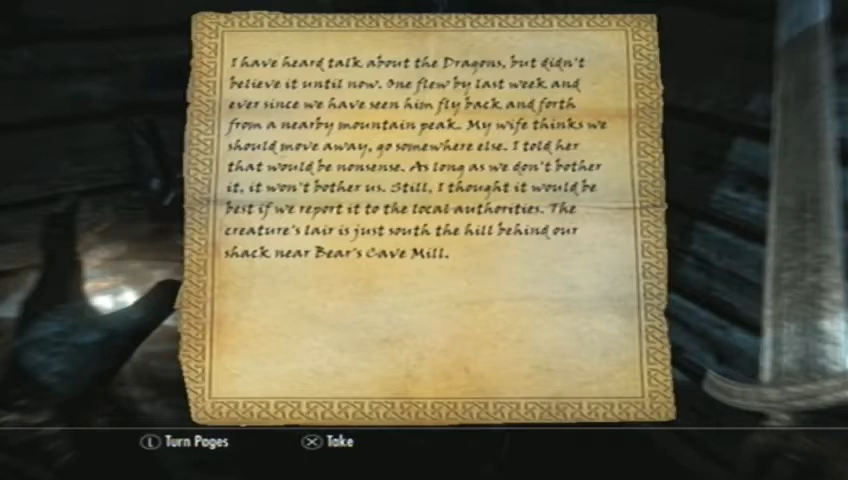 I have heard talk about the Dragons, but didn't
believe it until now. One flew by last week and
ever since we have seen him fly back and forth
from a nearby mountain peak. My wife thinks we
should move away, go somewhere else. I told her
that would be nonsense. As long as we don't bother
it, it won't bother us. Still, I thought it would be
best if we report it to the local authorities. The
creature's lair is just south the hill behind our
shack near Bear's Cave Mill.
L Turn Pages
X Take